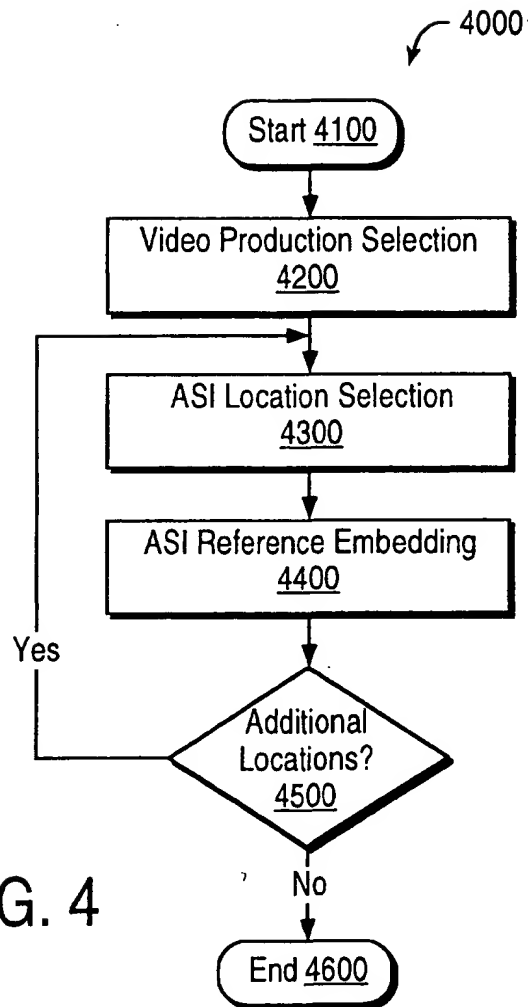 4000
Start 4100
Video Production Selection
4200
ASI Location Selection
4300
ASI Reference Embedding
4400
Yes
Additional
Locations?
4500
No
G. 4
End 4600